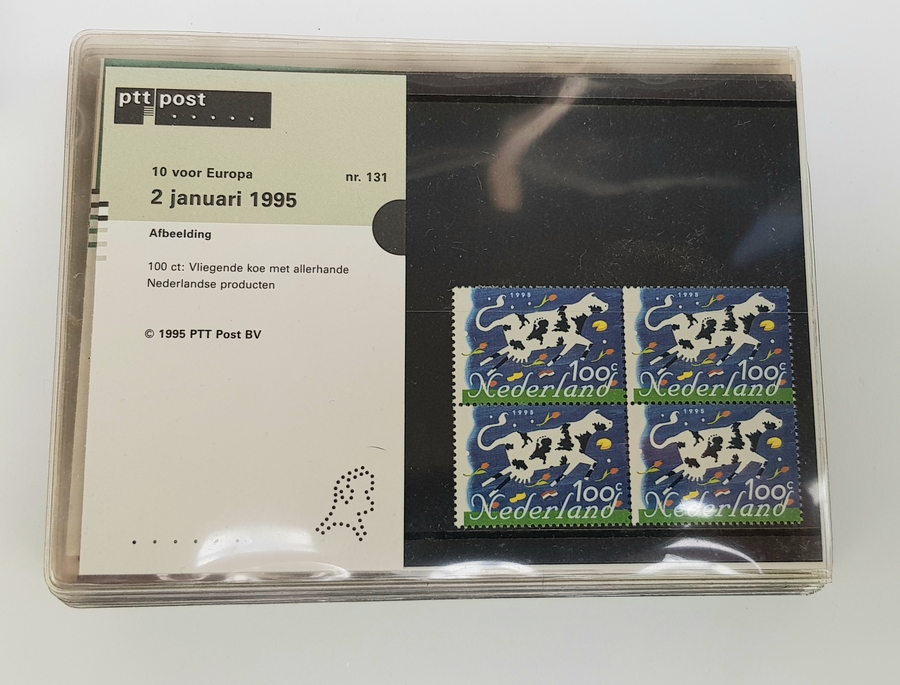 ptt post
10 voor Europa
nr. 131
2 januari 1995
Afbeelding
100 ct: Vliegende koe met allerhande
Nederlandse producten
© 1995 PTT Post BV
1995
100c
Nederland
1995
100c
Nederland
1995
100c
Nederland
1995
100c
Nederland